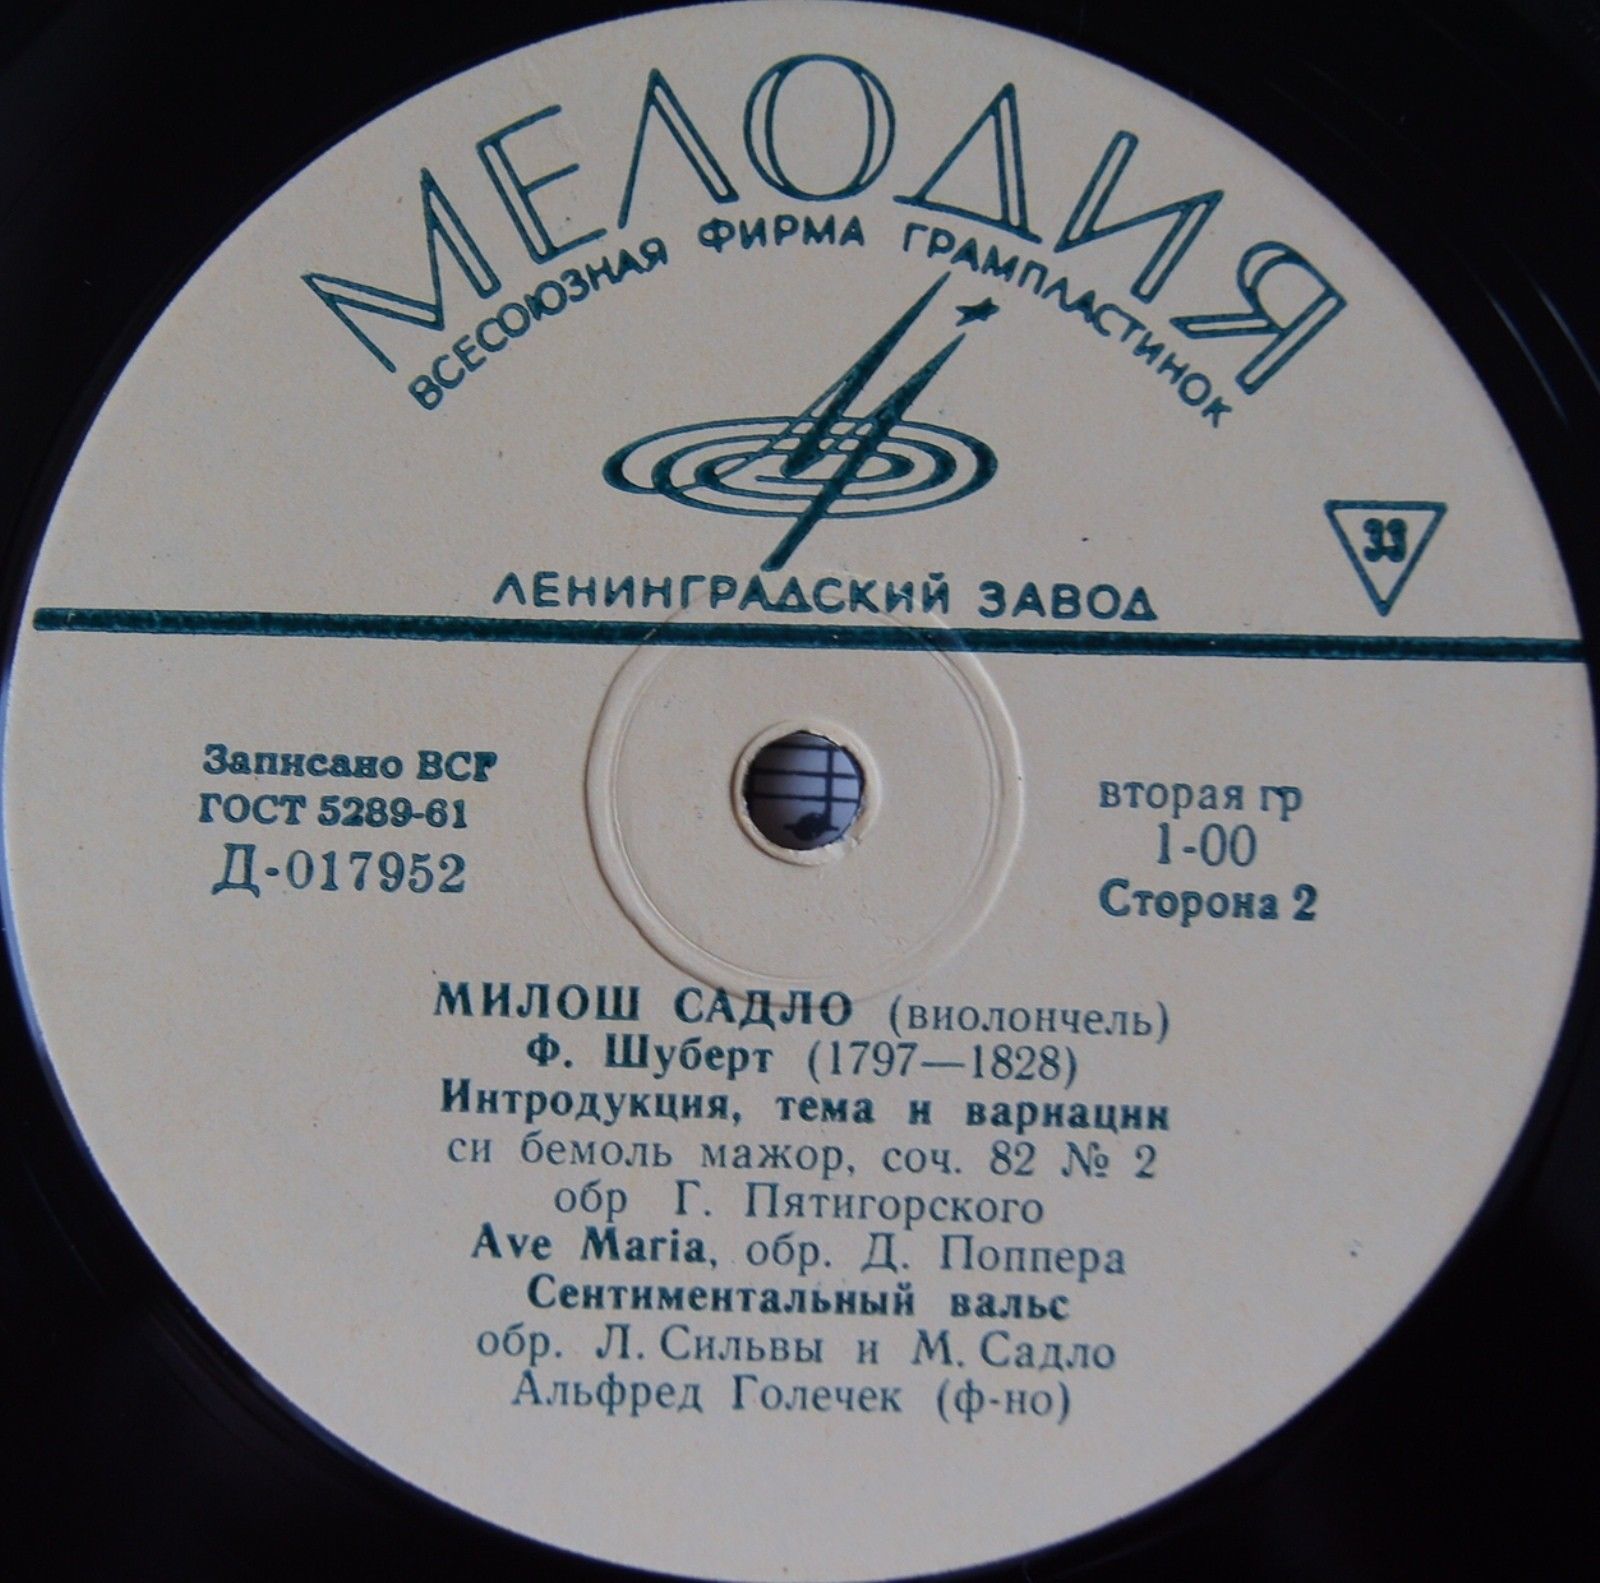 МЕЛОДИЯ
ВСЕСОЮЗНАЯ ФИРМА ГРАМПЛАСТИНОК
33
ЛЕНИНГРАДСКИЙ ЗАВОД
Записано ВСГ
ГОСТ 5289-61
Д-017952
вторая гр
1-00
Сторона 2
МИЛОШ САДЛО (виолончель)
Ф. Шуберт (1797—1828)
Интродукция, тема и вариации
си бемоль мажор, соч. 82 № 2
обр Г. Пятигорского
Ave Maria, обр. Д. Поппера
Сентиментальный вальс
обр. Л. Сильвы и М. Садло
Альфред Голечек (ф-но)